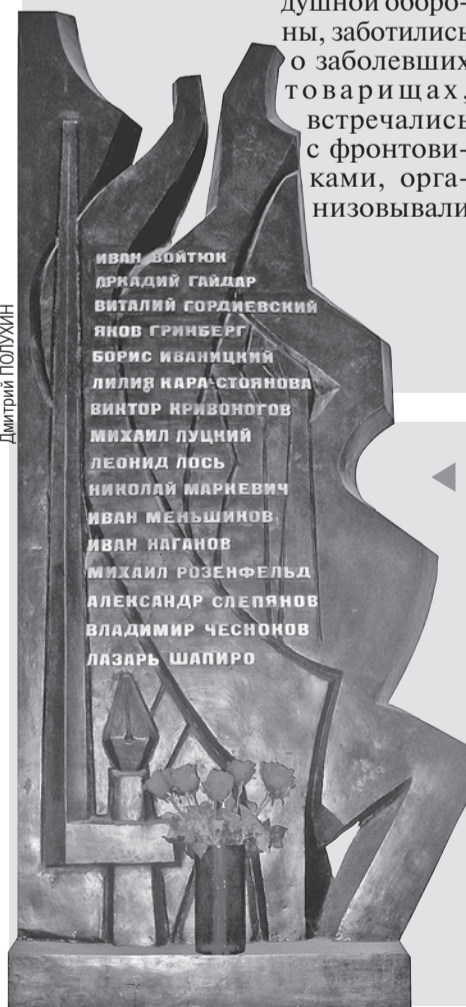 душной оборо-
ны, заботились
о заболевших
товарищах,
встречались
с фронтови-
ками, орга-
низовывали
Дмитрий ПОЛУХИН
ИВАН ВОЙТЮК
АРКАДИЙ ГАЙДАР
ВИТАЛИЙ ГОРДИЕВСКИЙ
ЯКОВ ГРИНБЕРГ
БОРИС ИВАНИЦКИЙ
ЛИЛИЯ КАРА-СТОЯНОВА
ВИКТОР КРИВОНОГОВ
МИХАИЛ ЛУЦКИЙ
ЛЕОНИД ЛОСЬ
НИКОЛАЙ МАРКЕВИЧ
ИВАН МЕНЬШИКОВ
ИВАН НАГАНОВ
МИХАИЛ РОЗЕНФЕЛЬД
АЛЕКСАНДР СЛЕПЯНОВ
ВЛАДИМИР ЧЕСНОКОВ
ЛАЗАРЬ ШАПИРО